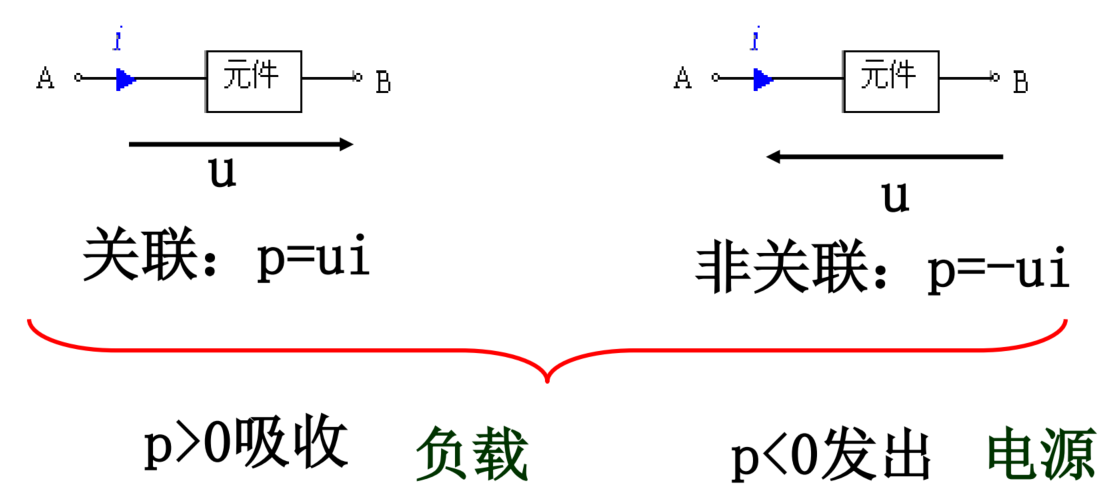 i i
A 元件 B A 元件 B
u u
关联：p=ui 非关联：p=-ui
p>0吸收 负载 p<0发出 电源